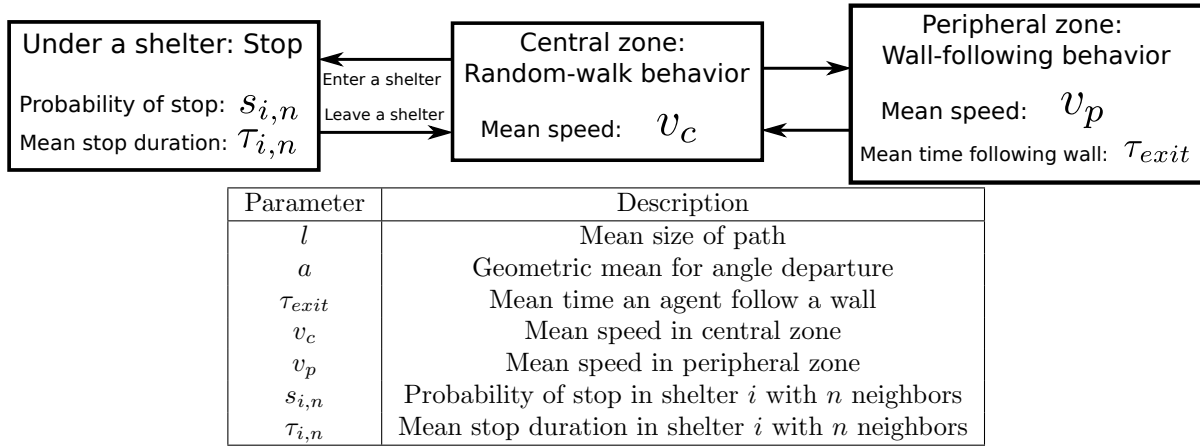 Under a shelter: Stop
Probability of stop: s_{i,n}
Mean stop duration: τ_{i,n}
Enter a shelter
Leave a shelter
Central zone:
Random-walk behavior
Mean speed: v_c
Peripheral zone:
Wall-following behavior
Mean speed: v_p
Mean time following wall: τ_{exit}
Parameter Description
l Mean size of path
a Geometric mean for angle departure
τ_{exit} Mean time an agent follow a wall
v_c Mean speed in central zone
v_p Mean speed in peripheral zone
s_{i,n} Probability of stop in shelter i with n neighbors
τ_{i,n} Mean stop duration in shelter i with n neighbors